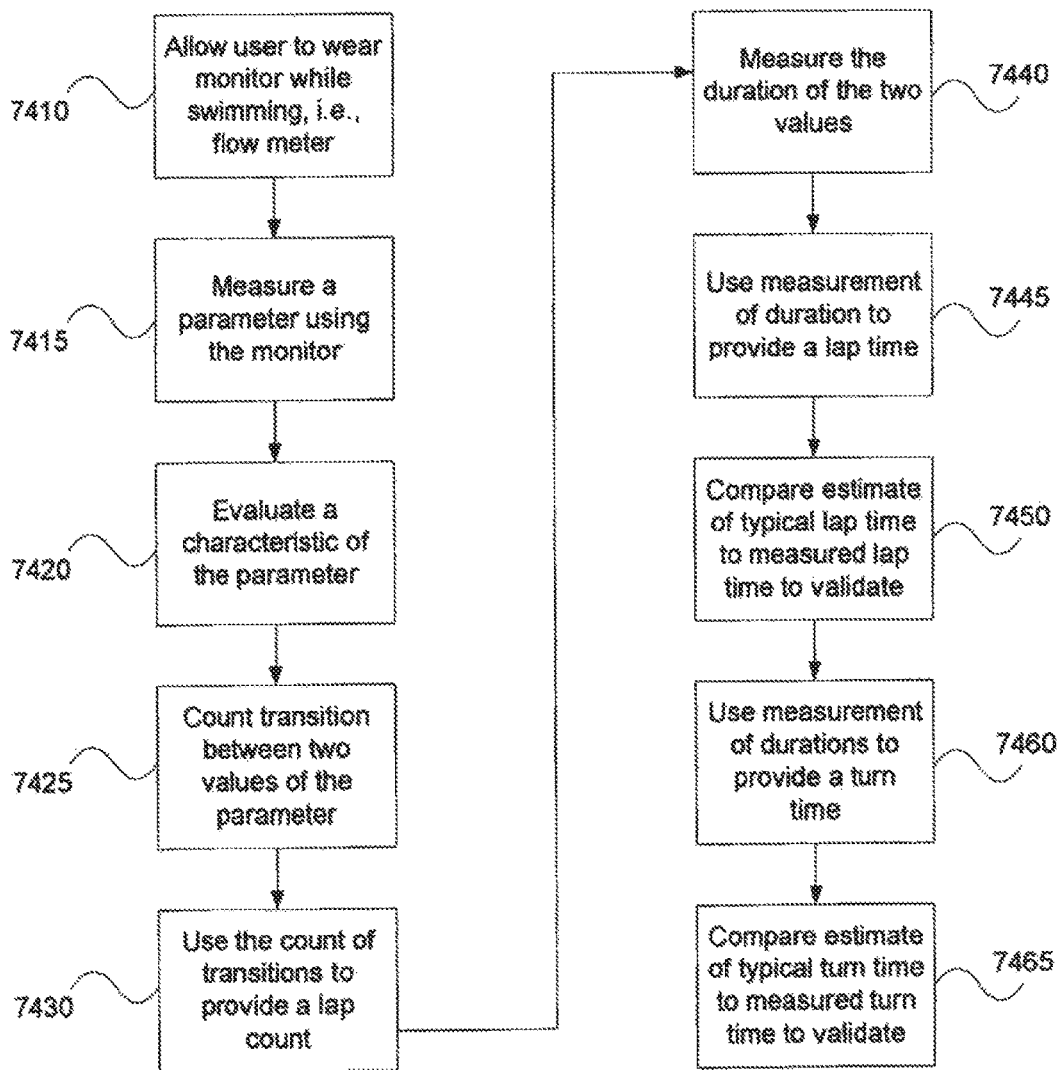 Allow user to wear
monitor while
swimming, i.e.,
flow meter
7410
Measure a
parameter using
the monitor
7415
Evaluate a
characteristic of
the parameter
7420
Count transition
between two
values of the
parameter
7425
Use the count of
transitions to
provide a lap
count
7430
Measure the
duration of the two
values
7440
Use measurement
of duration to
provide a lap time
7445
Compare estimate
of typical lap time
to measured lap
time to validate
7450
Use measurement
of durations to
provide a turn
time
7460
Compare estimate
of typical turn time
to measured turn
time to validate
7465